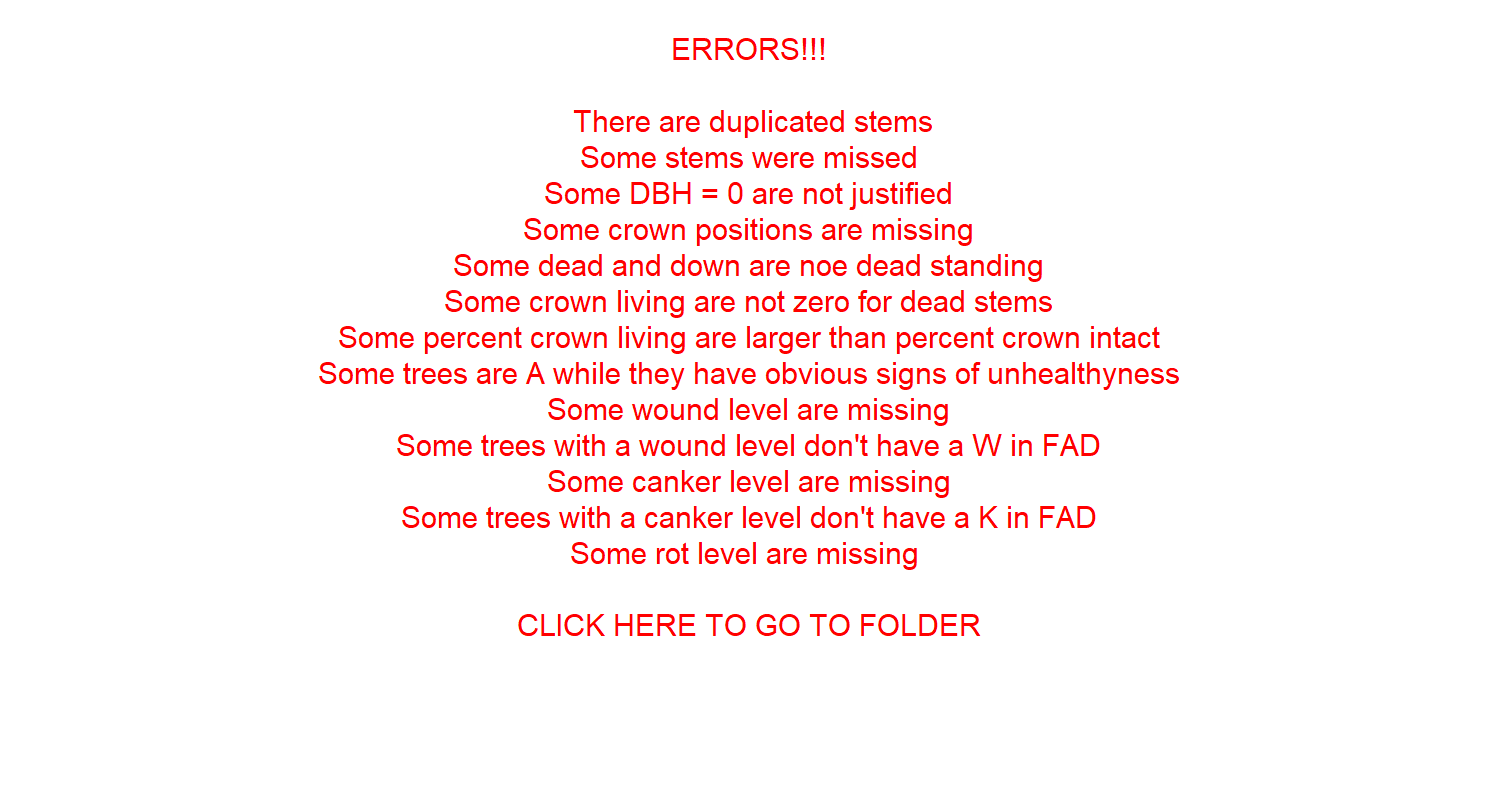 ERRORS!!!
There are duplicated stems
Some stems were missed
Some DBH = 0 are not justified
Some crown positions are missing
Some dead and down are noe dead standing
Some crown living are not zero for dead stems
Some percent crown living are larger than percent crown intact
Some trees are A while they have obvious signs of unhealthyness
Some wound level are missing
Some trees with a wound level don't have a W in FAD
Some canker level are missing
Some trees with a canker level don't have a K in FAD
Some rot level are missing
CLICK HERE TO GO TO FOLDER